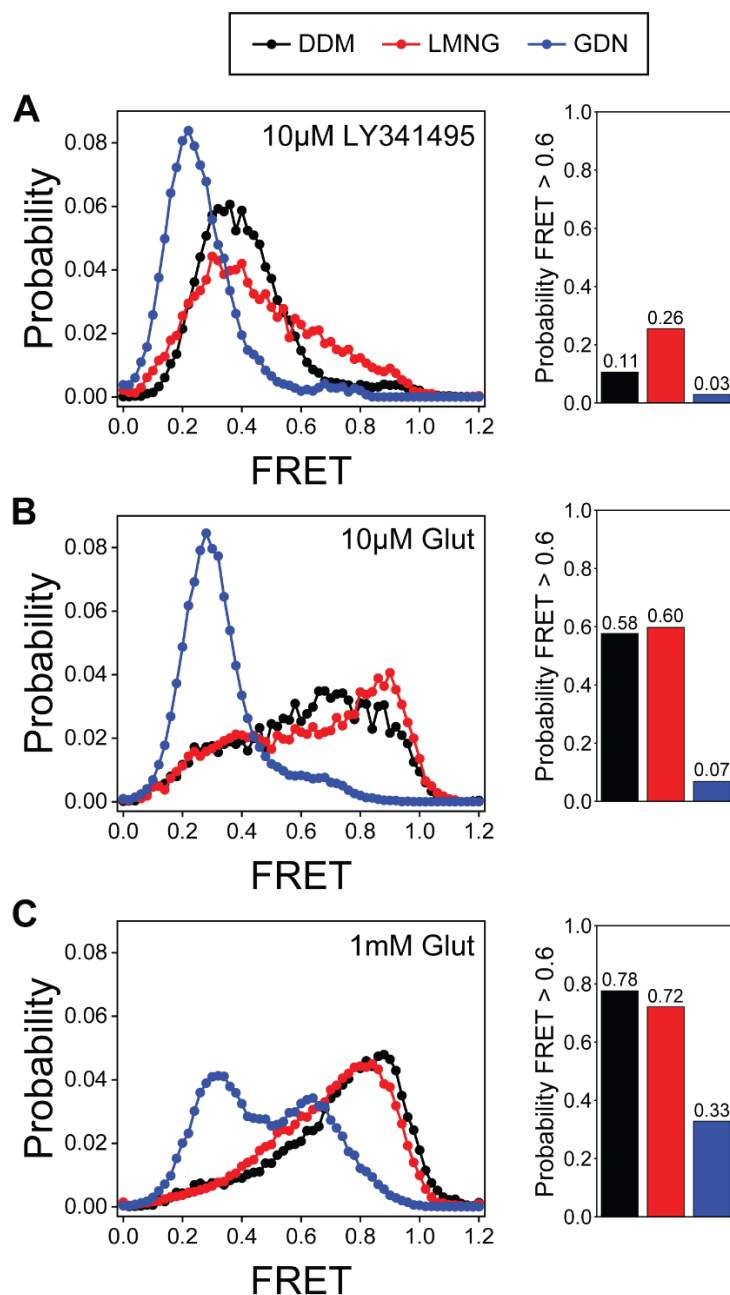 DDM LMNG GDN
A
10µM LY341495
Probability
0.08
0.06
0.04
0.02
0.00
0.0 0.2 0.4 0.6 0.8 1.0 1.2
FRET
Probability FRET > 0.6
1.0
0.8
0.6
0.4
0.2
0.0
0.11
0.26
0.03
B
10µM Glut
Probability
0.08
0.06
0.04
0.02
0.00
0.0 0.2 0.4 0.6 0.8 1.0 1.2
FRET
Probability FRET > 0.6
1.0
0.8
0.6
0.4
0.2
0.0
0.58
0.60
0.07
C
1mM Glut
Probability
0.08
0.06
0.04
0.02
0.00
0.0 0.2 0.4 0.6 0.8 1.0 1.2
FRET
Probability FRET > 0.6
1.0
0.8
0.6
0.4
0.2
0.0
0.78
0.72
0.33